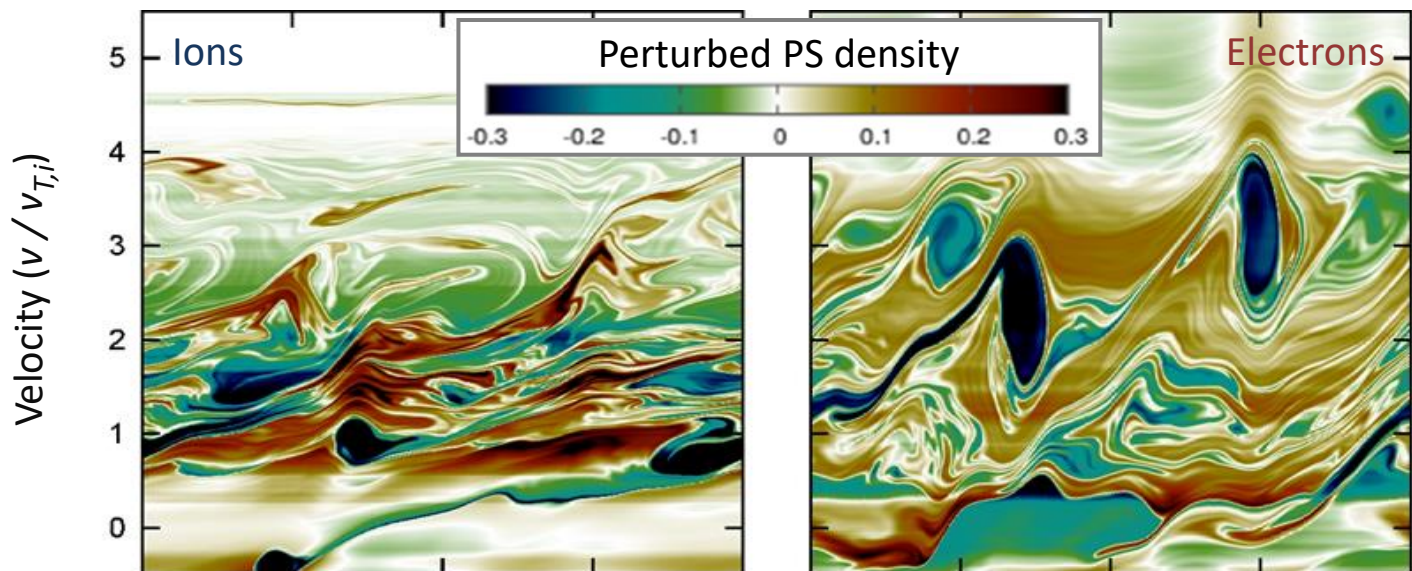 Ions
Perturbed PS density
Electrons
-0.3 -0.2 -0.1 0 0.1 0.2 0.3
Velocity (v / v_T,i)
5
4
3
2
1
0